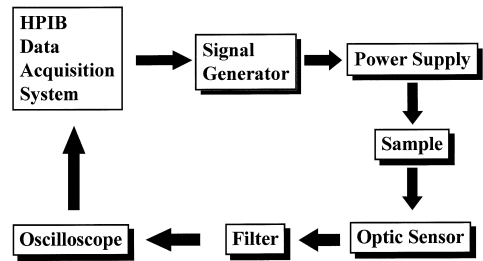 HPIB
Data
Acquisition
System
Signal
Generator
Power Supply
Sample
Optic Sensor
Filter
Oscilloscope